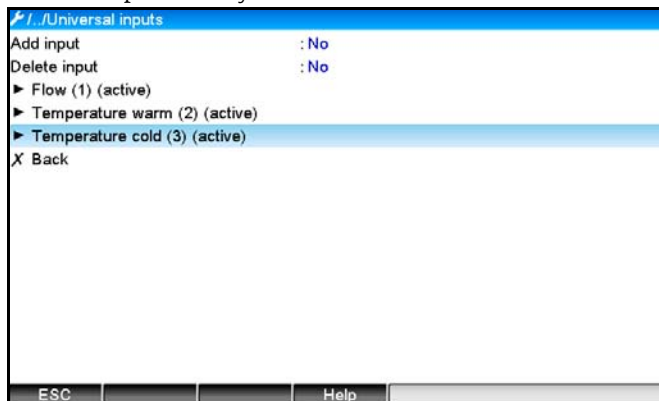 /../Universal inputs
Add input : No
Delete input : No
► Flow (1) (active)
► Temperature warm (2) (active)
► Temperature cold (3) (active)
X Back
ESC Help